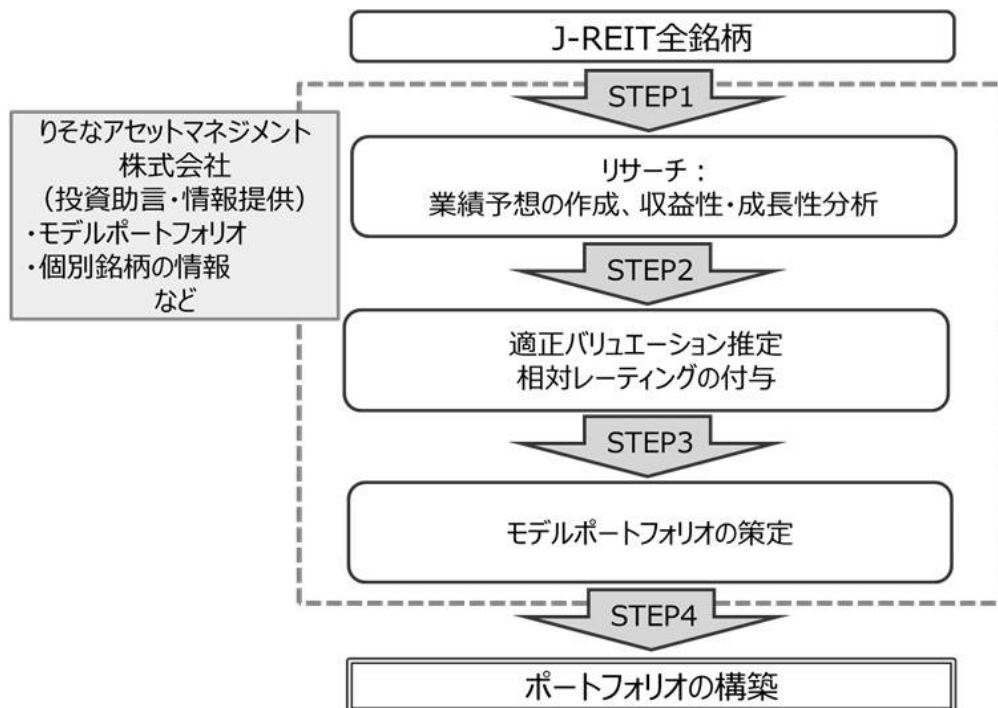 J-REIT全銘柄
STEP1
りそなアセットマネジメント
株式会社
（投資助言・情報提供）
・モデルポートフォリオ
・個別銘柄の情報
など
リサーチ：
業績予想の作成、収益性・成長性分析
STEP2
適正バリュエーション推定
相対レーティングの付与
STEP3
モデルポートフォリオの策定
STEP4
ポートフォリオの構築